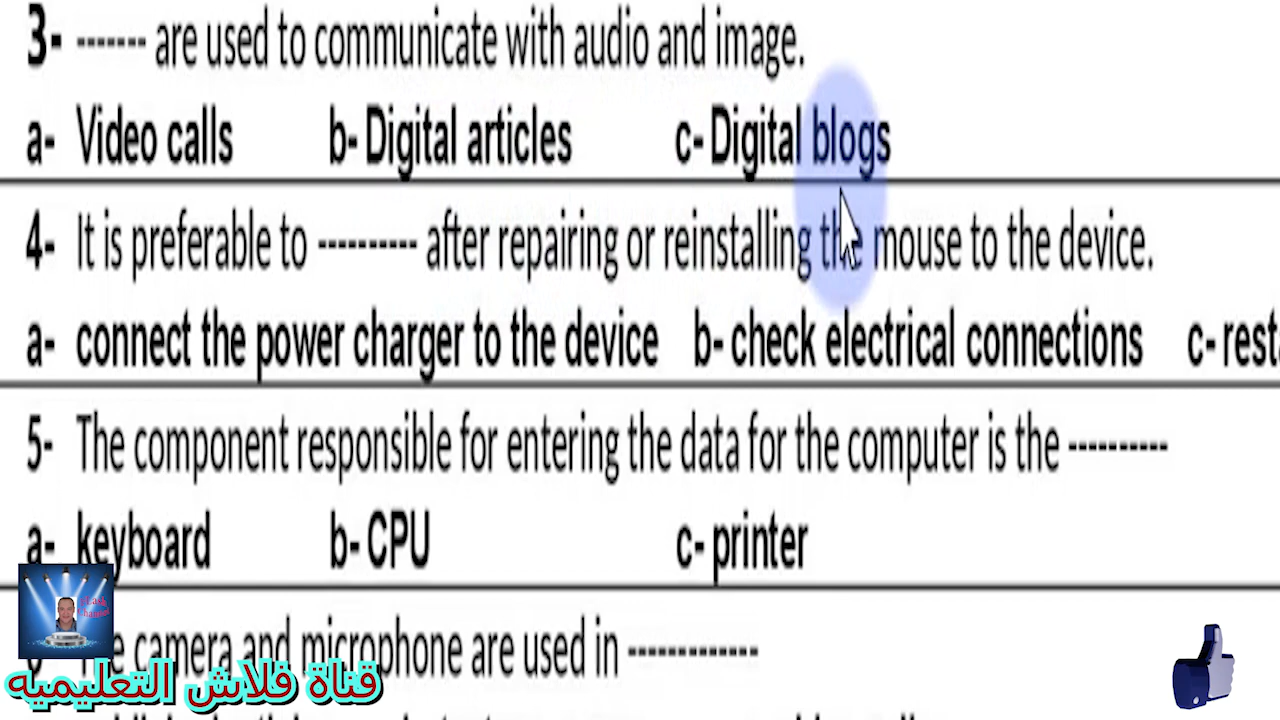 3- ------- are used to communicate with audio and image.
a- Video calls b- Digital articles c- Digital blogs
4- It is preferable to ---------- after repairing or reinstalling the mouse to the device.
a- connect the power charger to the device b- check electrical connections c-
5- The component responsible for entering the data for the computer is the ----------
a- keyboard b- CPU c- printer
camera and microphone are used in -------------
قناة فلاش التعليميه